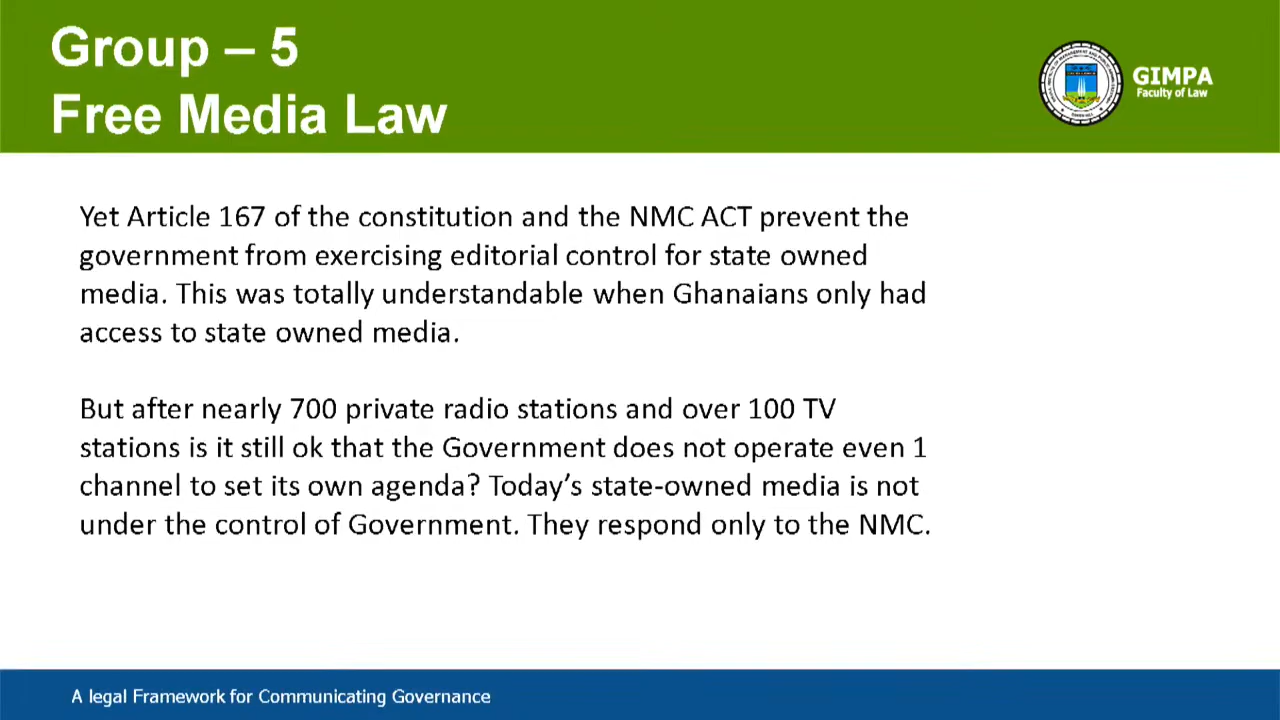 Group – 5
Free Media Law
GIMPA
Faculty of Law
Yet Article 167 of the constitution and the NMC ACT prevent the
government from exercising editorial control for state owned
media. This was totally understandable when Ghanaians only had
access to state owned media.
But after nearly 700 private radio stations and over 100 TV
stations is it still ok that the Government does not operate even 1
channel to set its own agenda? Today’s state-owned media is not
under the control of Government. They respond only to the NMC.
A legal Framework for Communicating Governance